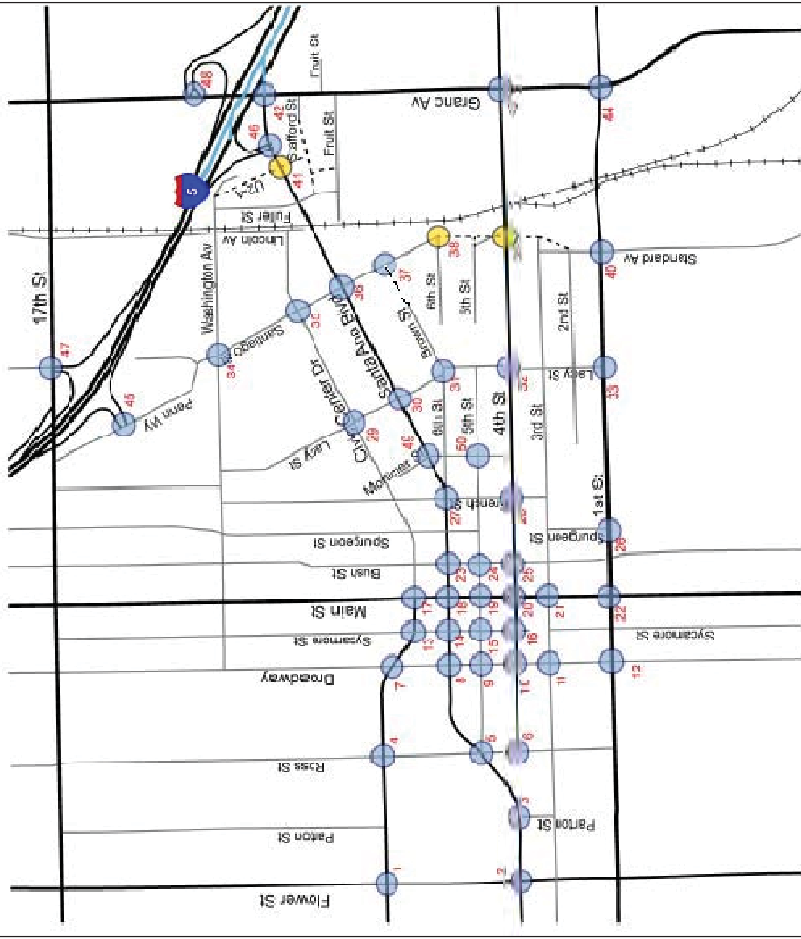 48
42
Fruit St
Granc Av
44
46
Stafford St
Fruit St
41
5
Fuller St
Lincoln Av
38
40
Standard Av
17th St
Washington Av
37
36
6th St
5th St
2nd St
35
Santiago
Santa Ana Blvd
Brown St
47
34
31
32
Lacy St
33
45
Penn Wy
Civic Center Dr
30
6th St
5th St
4th St
3rd St
29
Lacy St
49
50
1st St
27
French St
28
Spurgeon St
Spurgeon St
26
Bush St
23
24
25
Main St
17
18
19
20
21
22
Sycamore St
13
14
15
16
Sycamore St
Broadway
7
8
9
10
11
12
Ross St
4
5
6
3
Parton St
Parton St
1
2
Flower St